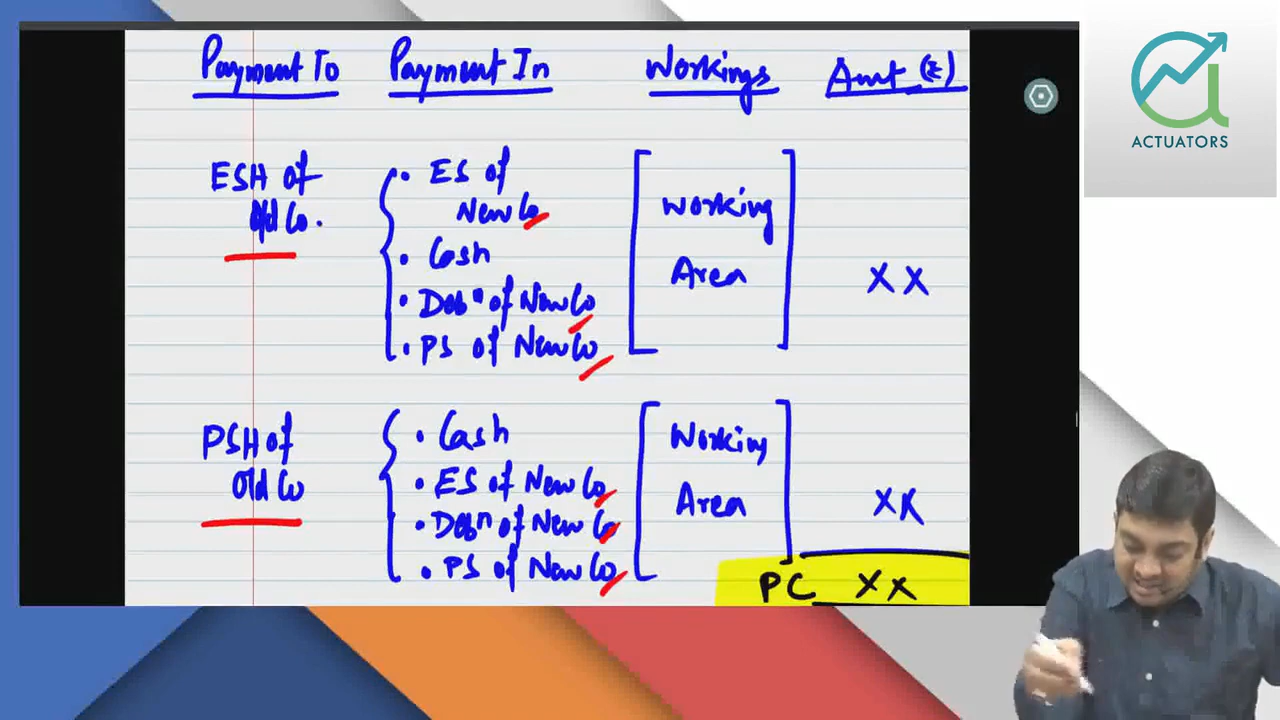 Payment To Payment In Workings Amt (₹)
ESH of
Old Co.
• ES of
New Co
• Cash
• Deb" of New Co
• PS of New Co
[ Working
Area ]
X X
PSH of
Old Co
• Cash
• ES of New Co
• Debn of New Co
• PS of New Co
[ Working
Area ]
XX
PC XX
ACTUATORS